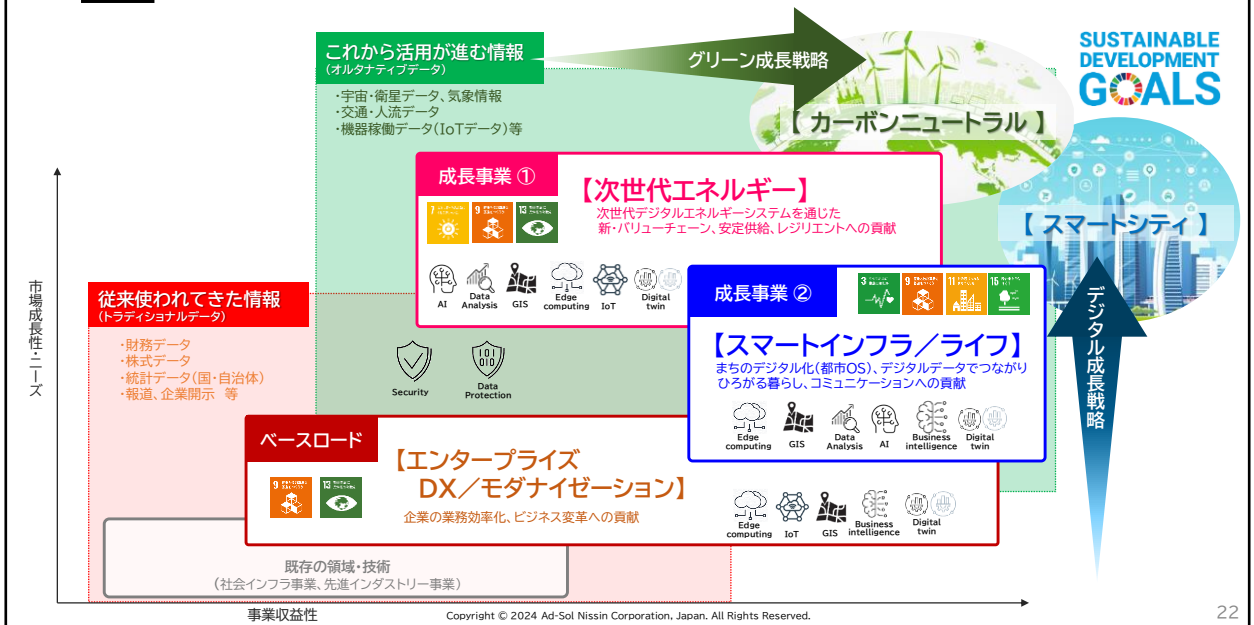 これから活用が進む情報
(オルタナティブデータ)
・宇宙・衛星データ、気象情報
・交通・人流データ
・機器稼働データ(IoTデータ)等
グリーン成長戦略
【 カーボンニュートラル 】
SUSTAINABLE
DEVELOPMENT
GOALS
【 スマートシティ 】
デジタル成長戦略
成長事業 ①
【次世代エネルギー】
次世代デジタルエネルギーシステムを通じた
新・バリューチェーン、安定供給、レジリエントへの貢献
7
9
13
AI
Data
Analysis
GIS
Edge
computing
IoT
Digital
twin
成長事業 ②
3
9
11
15
【スマートインフラ／ライフ】
まちのデジタル化(都市OS)、デジタルデータでつながり
ひろがる暮らし、コミュニケーションへの貢献
Edge
computing
GIS
Data
Analysis
AI
Business
intelligence
Digital
twin
市場成長性・ニーズ
従来使われてきた情報
(トラディショナルデータ)
・財務データ
・株式データ
・統計データ(国・自治体)
・報道、企業開示 等
Security
Data
Protection
ベースロード
【エンタープライズ
DX／モダナイゼーション】
企業の業務効率化、ビジネス変革への貢献
9
13
Edge
computing
IoT
GIS
Business
intelligence
Digital
twin
既存の領域・技術
(社会インフラ事業、先進インダストリー事業)
事業収益性
Copyright © 2024 Ad-Sol Nissin Corporation, Japan. All Rights Reserved.
22